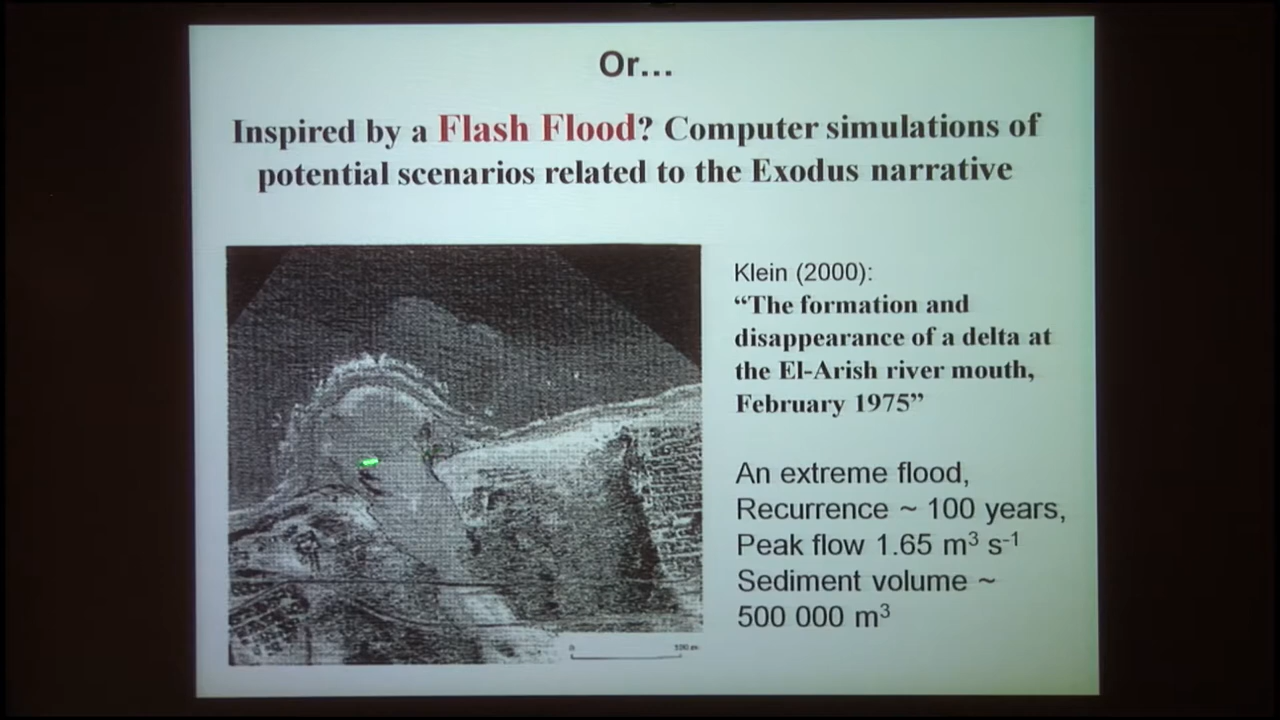 Or...
Inspired by a Flash Flood? Computer simulations of
potential scenarios related to the Exodus narrative
Klein (2000):
“The formation and
disappearance of a delta at
the El-Arish river mouth,
February 1975”
An extreme flood,
Recurrence ~ 100 years,
Peak flow 1.65 m³ s⁻¹
Sediment volume ~
500 000 m³
0